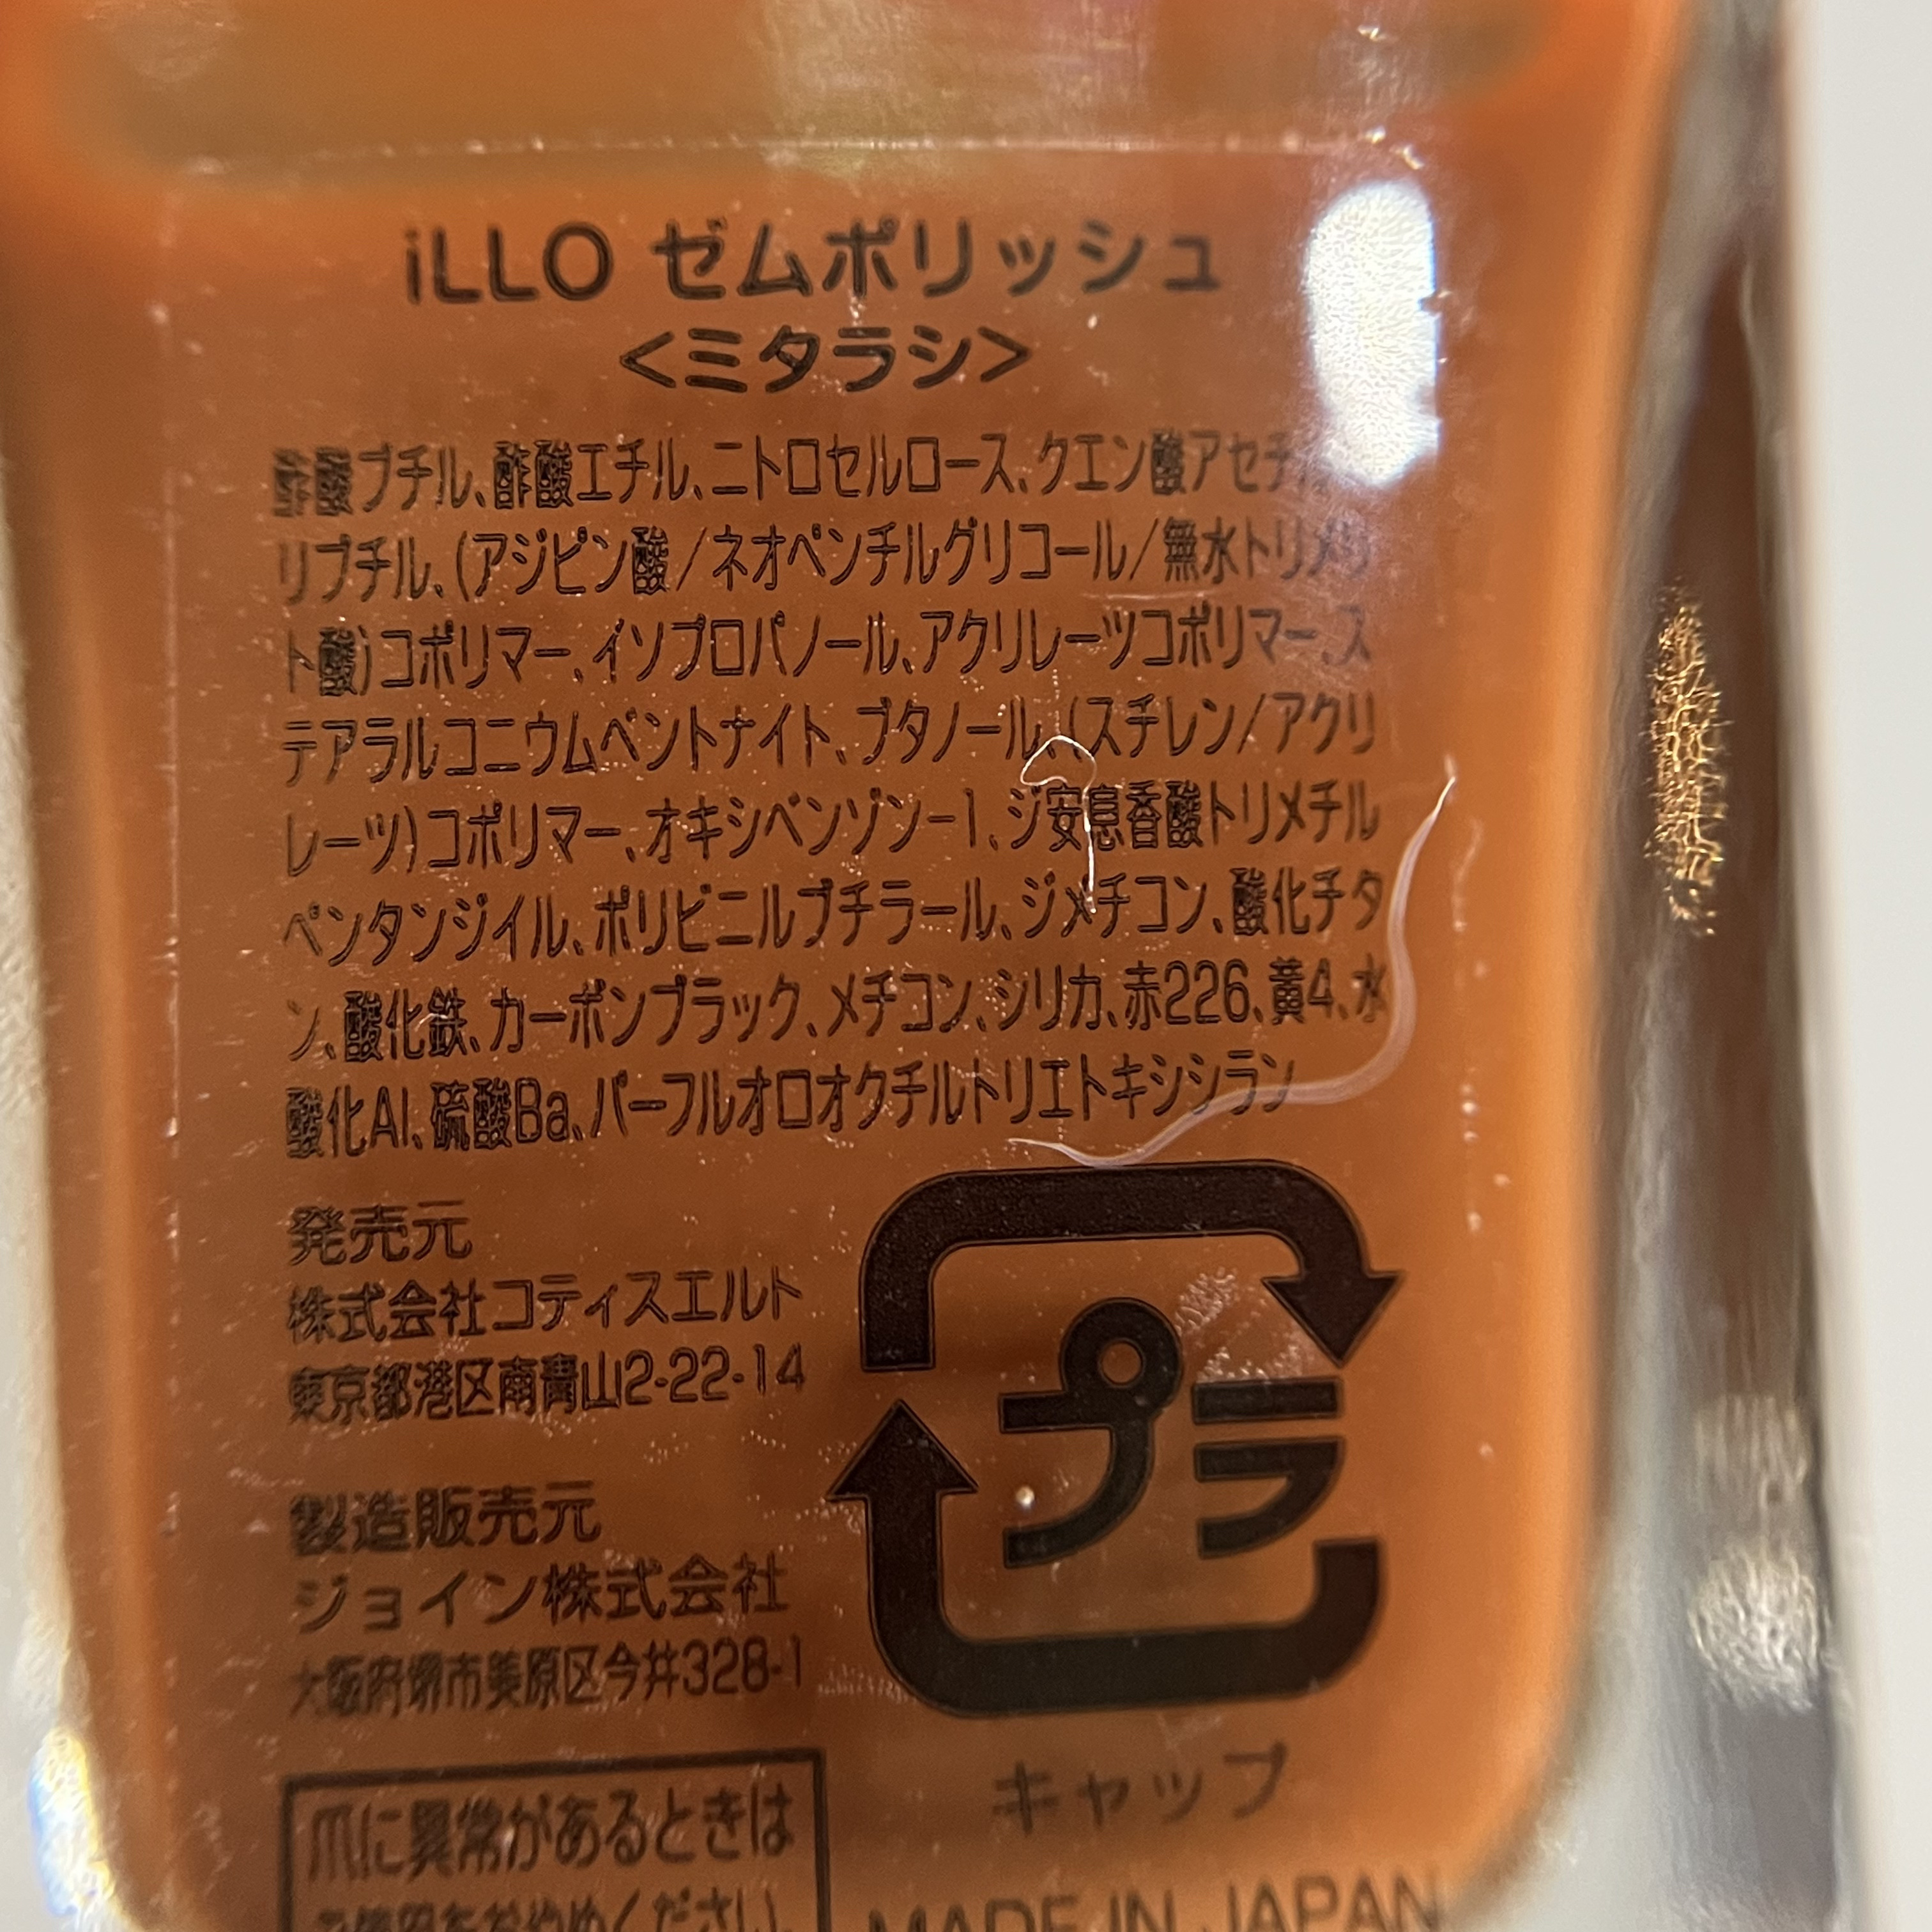 iLLO ゼムポリッシュ
<ミタラシ>
酢酸ブチル、酢酸エチル、ニトロセルロース、クエン酸アセチ
リブチル、(アジピン酸/ネオペンチルグリコール/無水トリメリ
ト酸)コポリマー、イソプロパノール、アクリレーツコポリマー、ス
テアラルコニウムベントナイト、ブタノール、(スチレン/アクリ
レーツ)コポリマー、オキシベンゾン-1、ジ安息香酸トリメチル
ペンタンジイル、ポリビニルブチラール、ジメチコン、酸化チタ
ン、酸化鉄、カーボンブラック、メチコン、シリカ、赤226、黄4、水
酸化Al、硫酸Ba、パーフルオロオクチルトリエトキシシラン
発売元
株式会社コティスエルト
東京都港区南青山2-22-14
製造販売元
ジョイン株式会社
大阪府堺市美原区今井328-1
プラ
キャップ
爪に異常があるときは
ご使用をおやめください。
MADE IN JAPAN